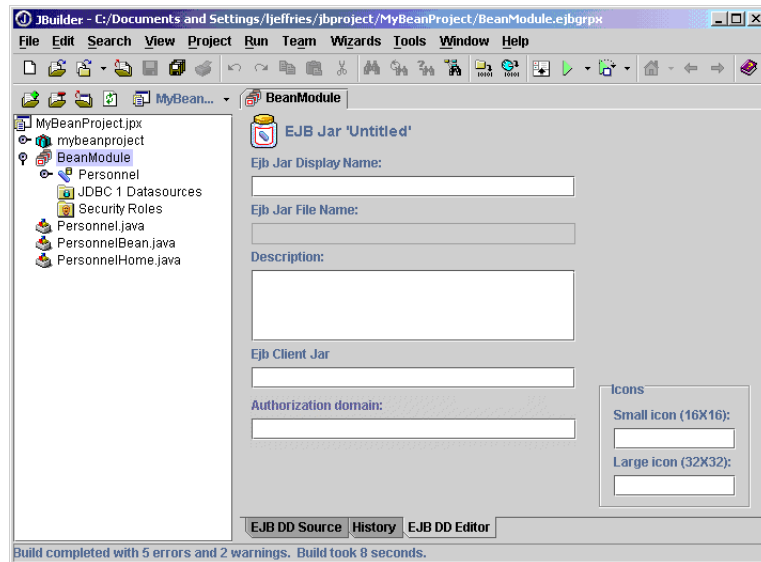 JBuilder - C:/Documents and Settings/ljeffries/jbproject/MyBeanProject/BeanModule.ejbgrpx
File Edit Search View Project Run Team Wizards Tools Window Help
MyBean...
BeanModule
MyBeanProject.jpx
mybeanproject
BeanModule
Personnel
JDBC 1 Datasources
Security Roles
Personnel.java
PersonnelBean.java
PersonnelHome.java
EJB Jar 'Untitled'
Ejb Jar Display Name:
Ejb Jar File Name:
Description:
Ejb Client Jar
Authorization domain:
Icons
Small icon (16X16):
Large icon (32X32):
EJB DD Source History EJB DD Editor
Build completed with 5 errors and 2 warnings. Build took 8 seconds.